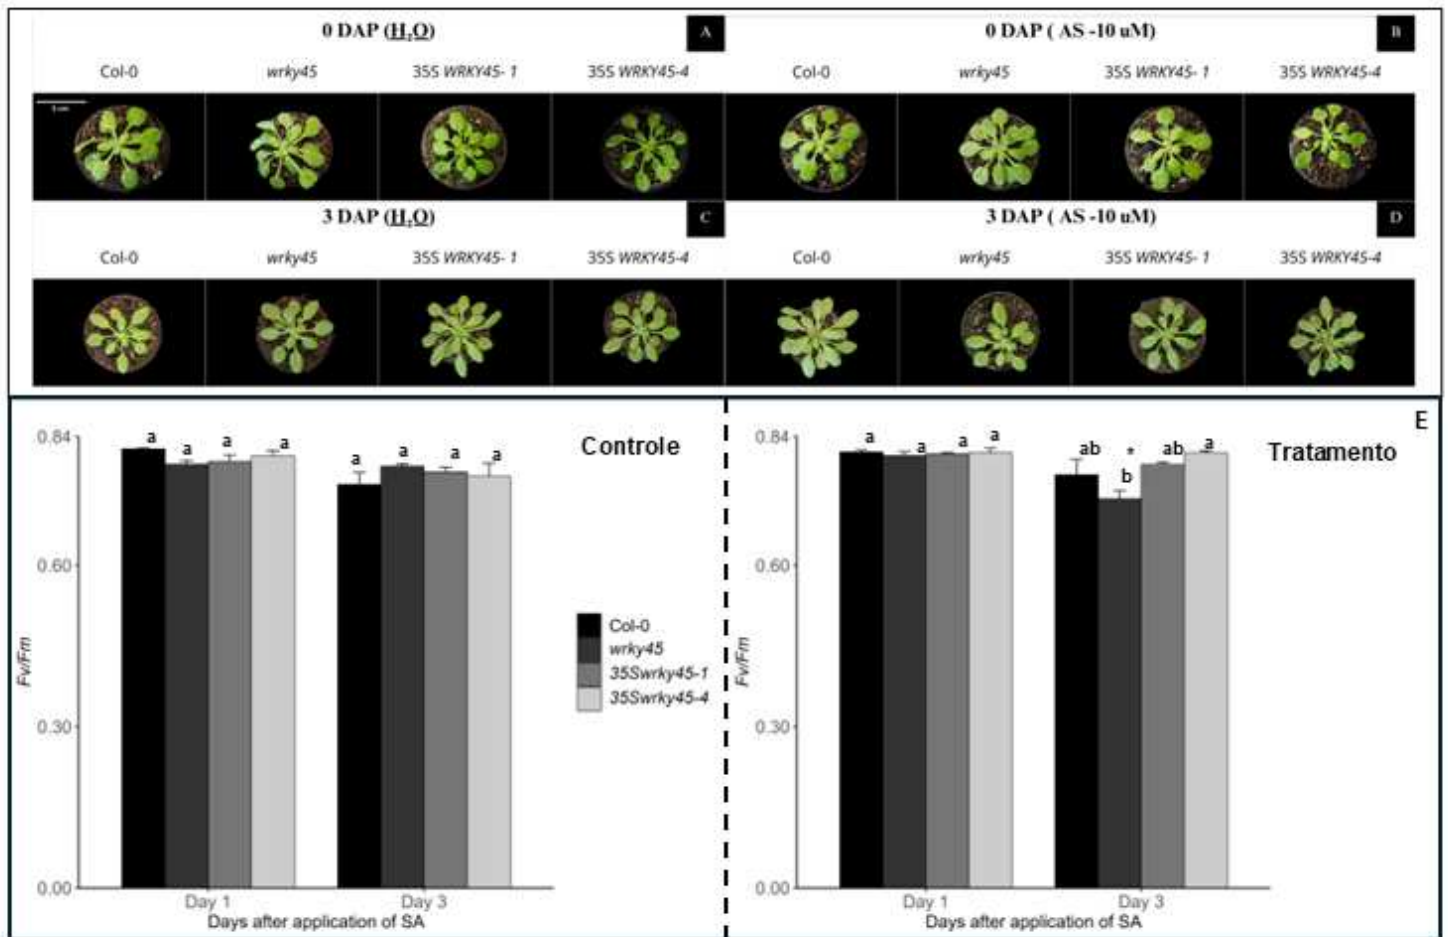 0 DAP (H₂O)
A
0 DAP ( AS -10 uM)
B
Col-0
wrky45
35S WRKY45- 1
35S WRKY45-4
Col-0
wrky45
35S WRKY45- 1
35S WRKY45-4
3 DAP (H₂O)
C
3 DAP ( AS -10 uM)
D
Col-0
wrky45
35S WRKY45- 1
35S WRKY45-4
Col-0
wrky45
35S WRKY45- 1
35S WRKY45-4
Controle
0.84
0.60
0.30
0.00
Fv/Fm
a
a
a
a
a
a
a
a
Day 1
Day 3
Days after application of SA
Col-0
wrky45
35Swrky45-1
35Swrky45-4
E
Tratamento
0.84
0.60
0.30
0.00
Fv/Fm
a
a
a
a
ab
*
b
ab
a
Day 1
Day 3
Days after application of SA